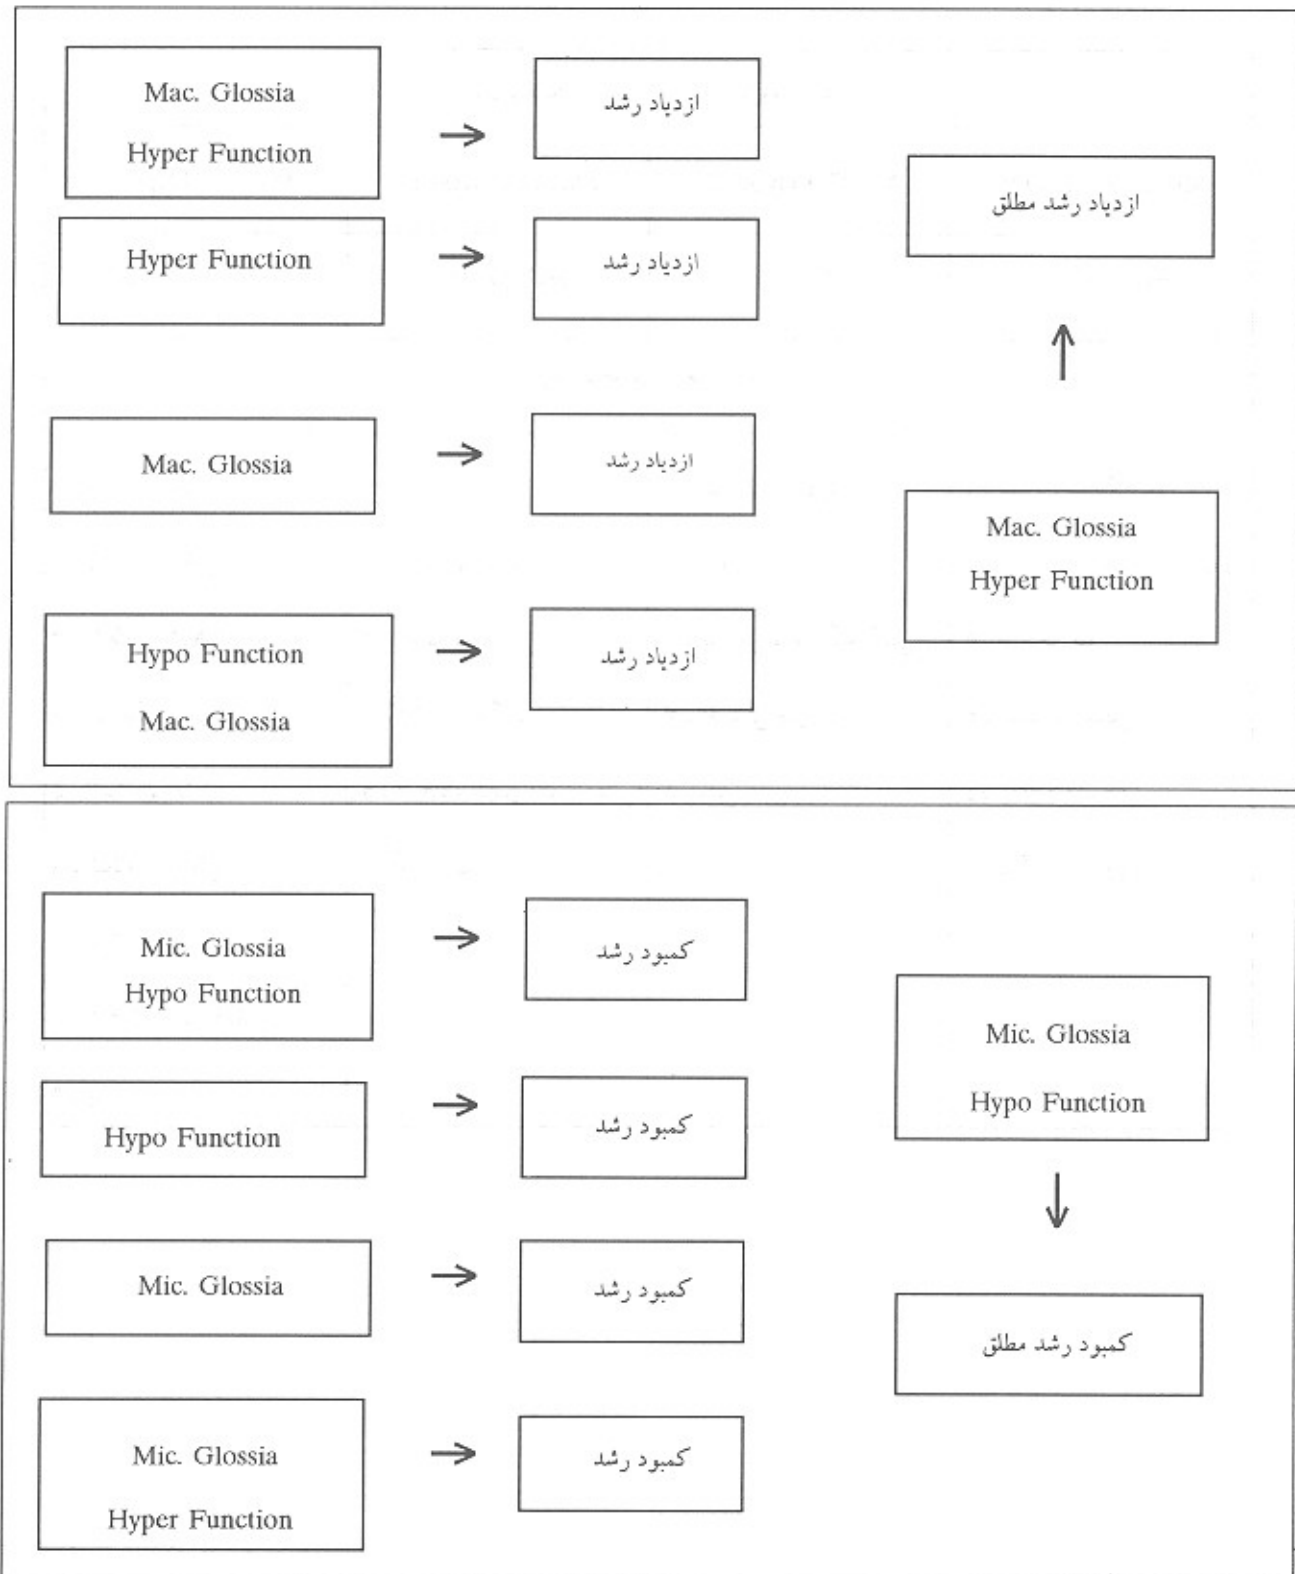 Mac. Glossia
Hyper Function
ازدیاد رشد
Hyper Function
ازدیاد رشد
Mac. Glossia
ازدیاد رشد
Hypo Function
Mac. Glossia
ازدیاد رشد
ازدیاد رشد مطلق
Mac. Glossia
Hyper Function
Mic. Glossia
Hypo Function
کمبود رشد
Hypo Function
کمبود رشد
Mic. Glossia
کمبود رشد
Mic. Glossia
Hyper Function
کمبود رشد
Mic. Glossia
Hypo Function
کمبود رشد مطلق